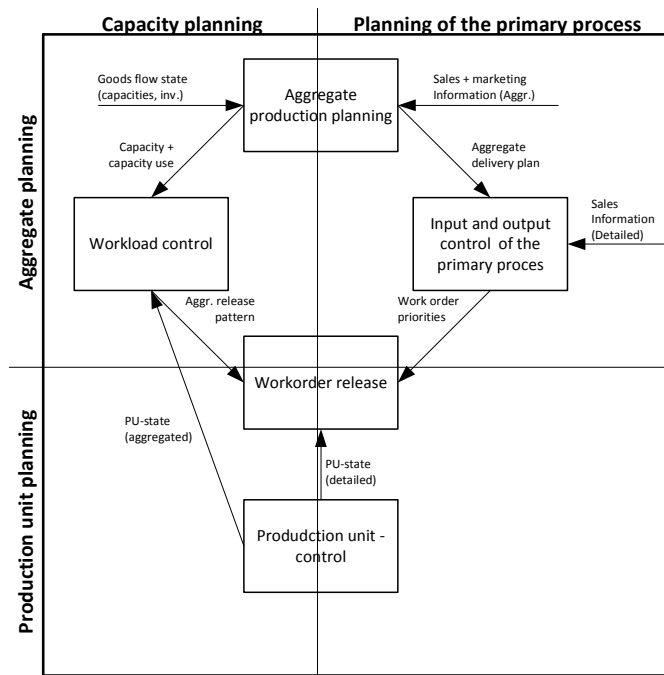 Capacity planning
Planning of the primary process
Aggregate planning
Goods flow state
(capacities, inv.)
Aggregate
production planning
Sales + marketing
Information (Aggr.)
Capacity +
capacity use
Aggregate
delivery plan
Workload control
Input and output
control of the
primary proces
Sales
Information
(Detailed)
Aggr. release
pattern
Work order
priorities
Workorder release
Production unit planning
PU-state
(aggregated)
PU-state
(detailed)
Produdction unit -
control